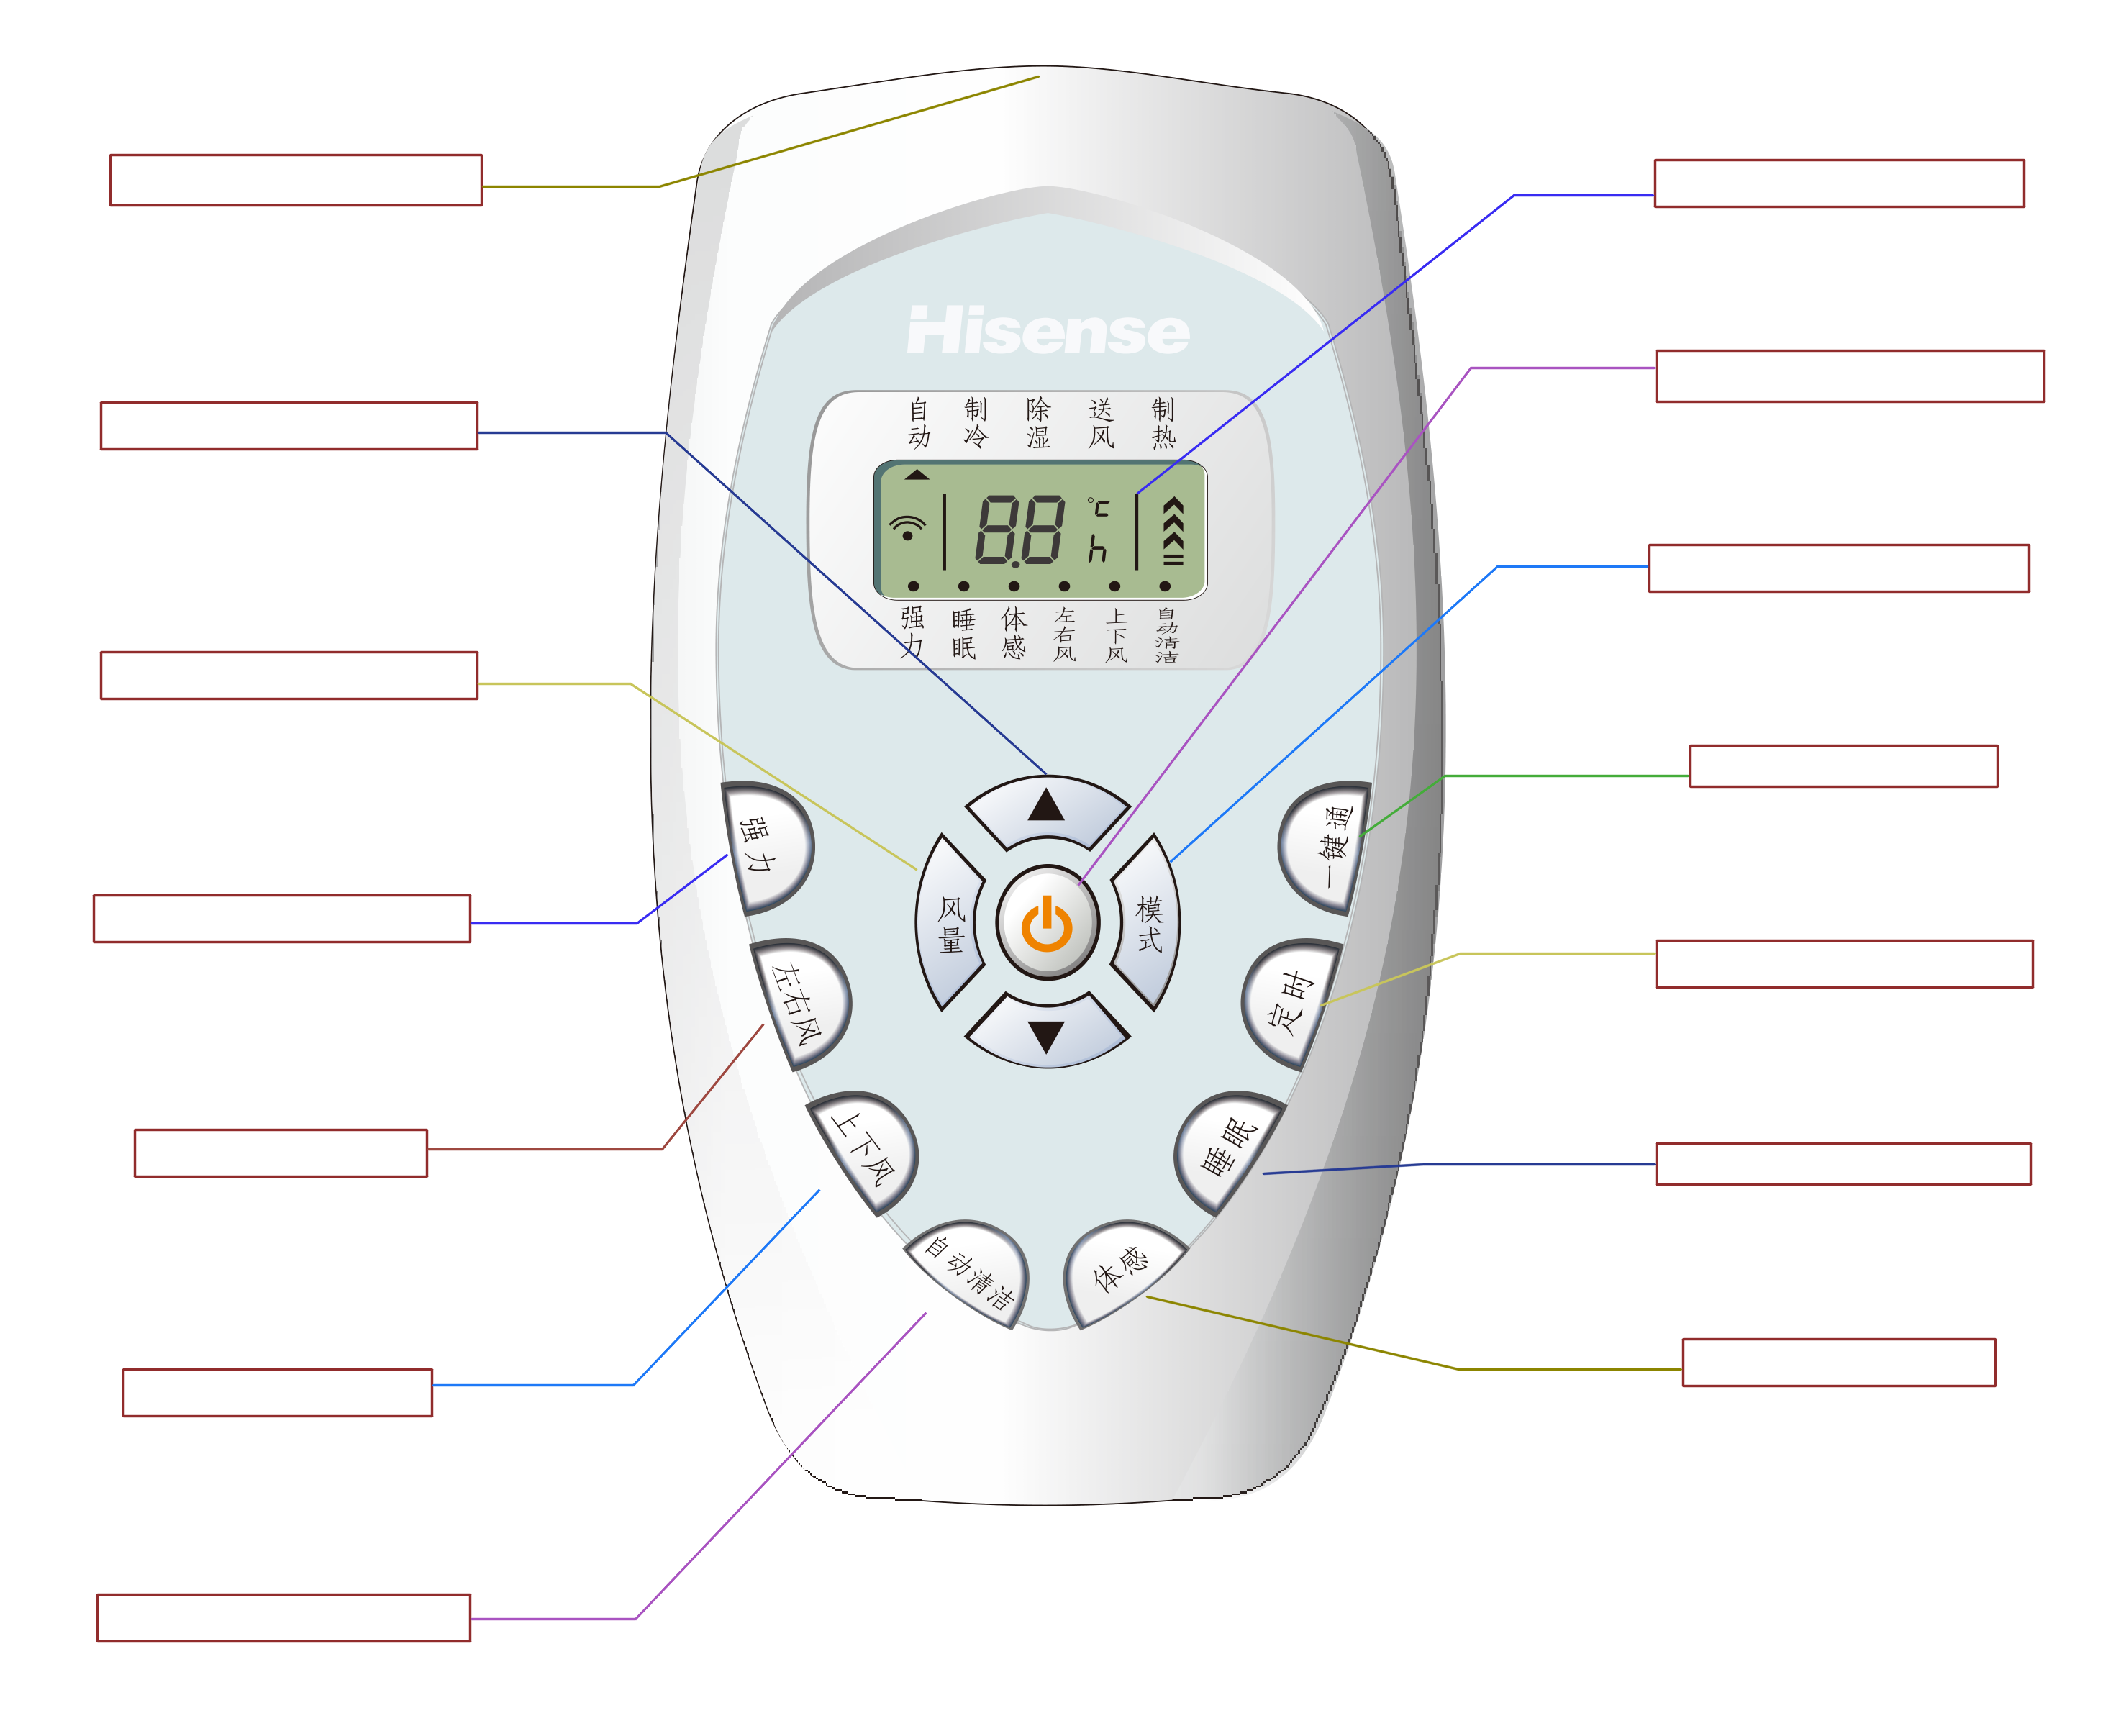 Hisense
自动 制冷 除湿 送风 制热
8.8 °C
h
强力 睡眠 体感 左右风 上下风 自动清洁
强力
一键通
风量
模式
左右风
定时
上下风
睡眠
自动清洁
体感